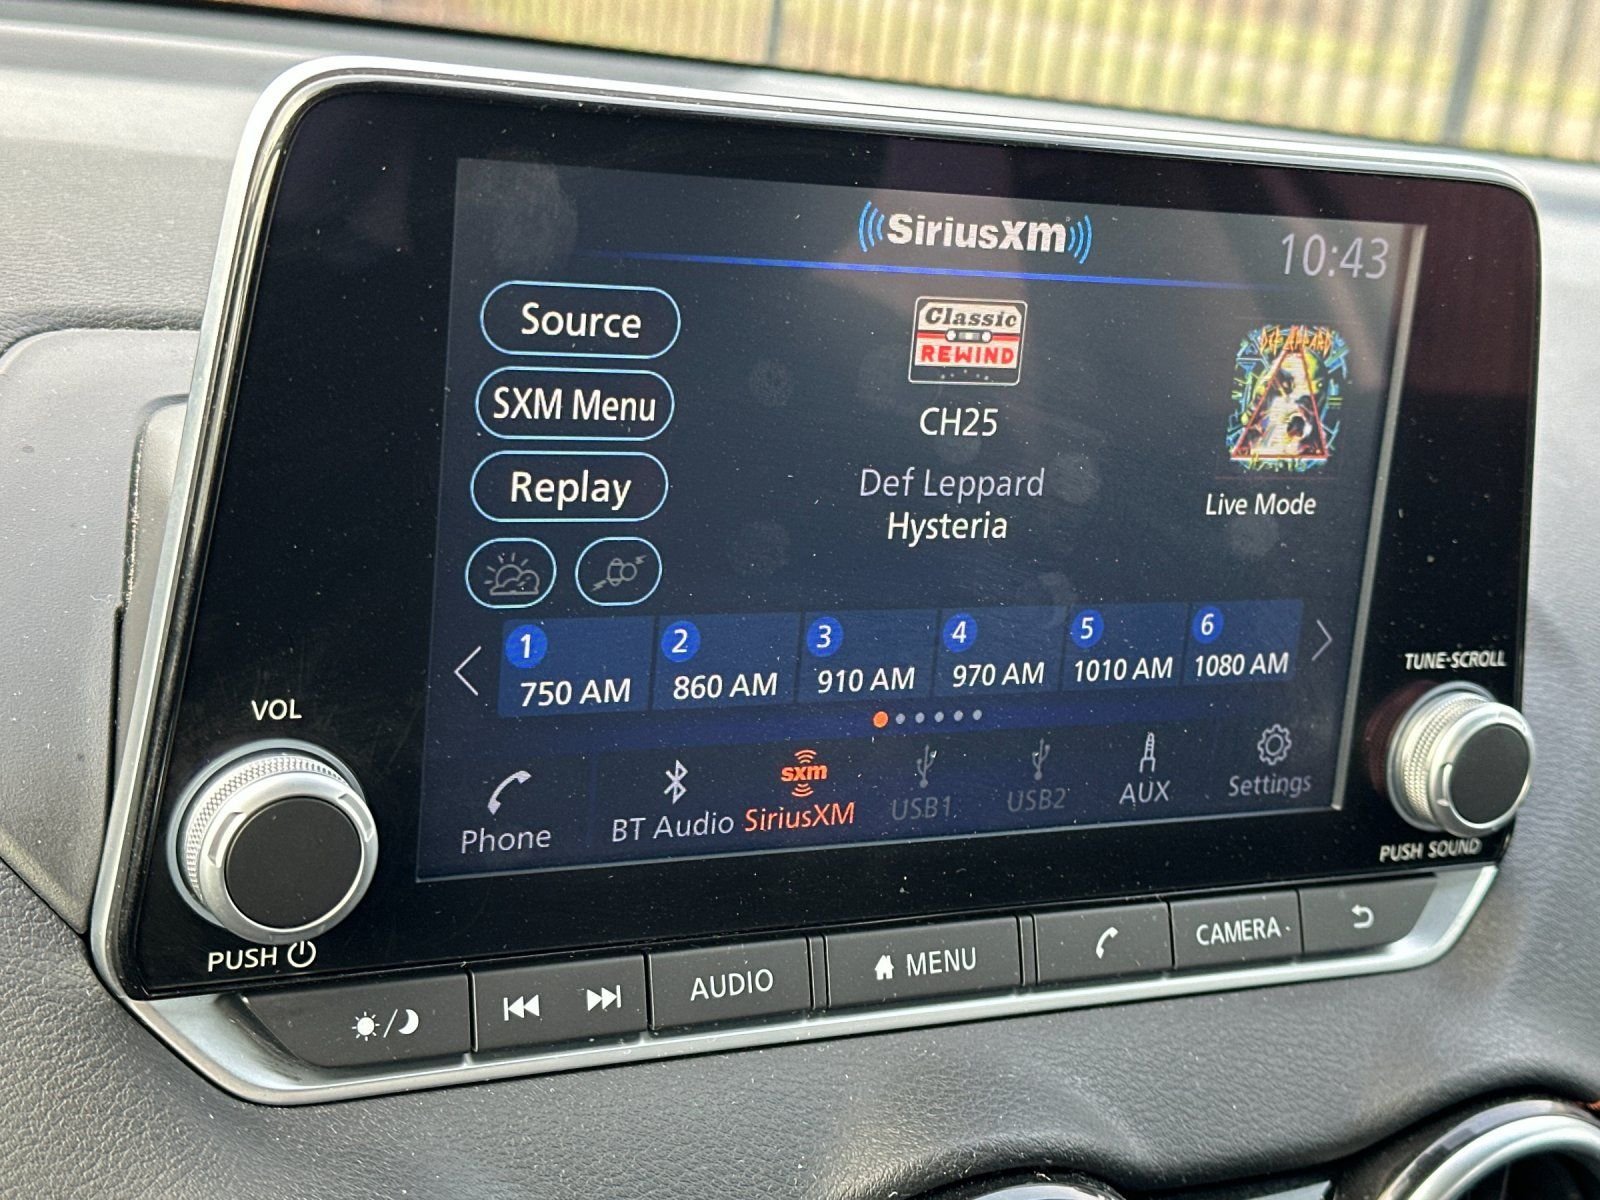 SiriusXM
10:43
Source
Classic
REWIND
DEF LEPPARD
SXM Menu
CH25
Replay
Def Leppard
Hysteria
Live Mode
1 2 3 4 5 6
750 AM 860 AM 910 AM 970 AM 1010 AM 1080 AM
TUNE·SCROLL
VOL
sxm
Phone BT Audio SiriusXM USB1 USB2 AUX Settings
PUSH SOUND
PUSH
AUDIO MENU CAMERA